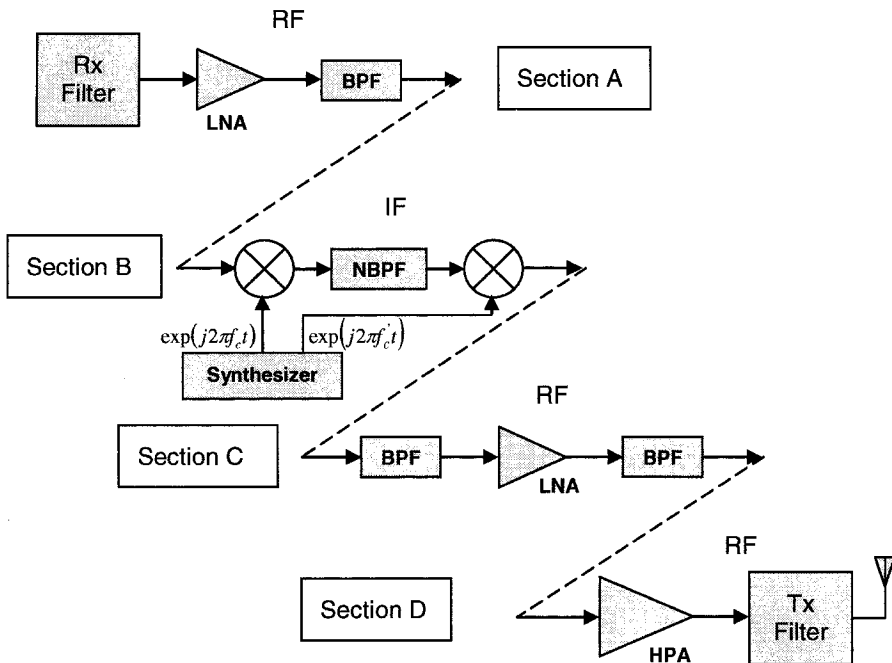 RF
Rx
Filter
LNA
BPF
Section A
IF
Section B
NBPF
exp(j2πf_c t)
exp(j2πf_c' t)
Synthesizer
RF
Section C
BPF
LNA
BPF
RF
Section D
HPA
Tx
Filter